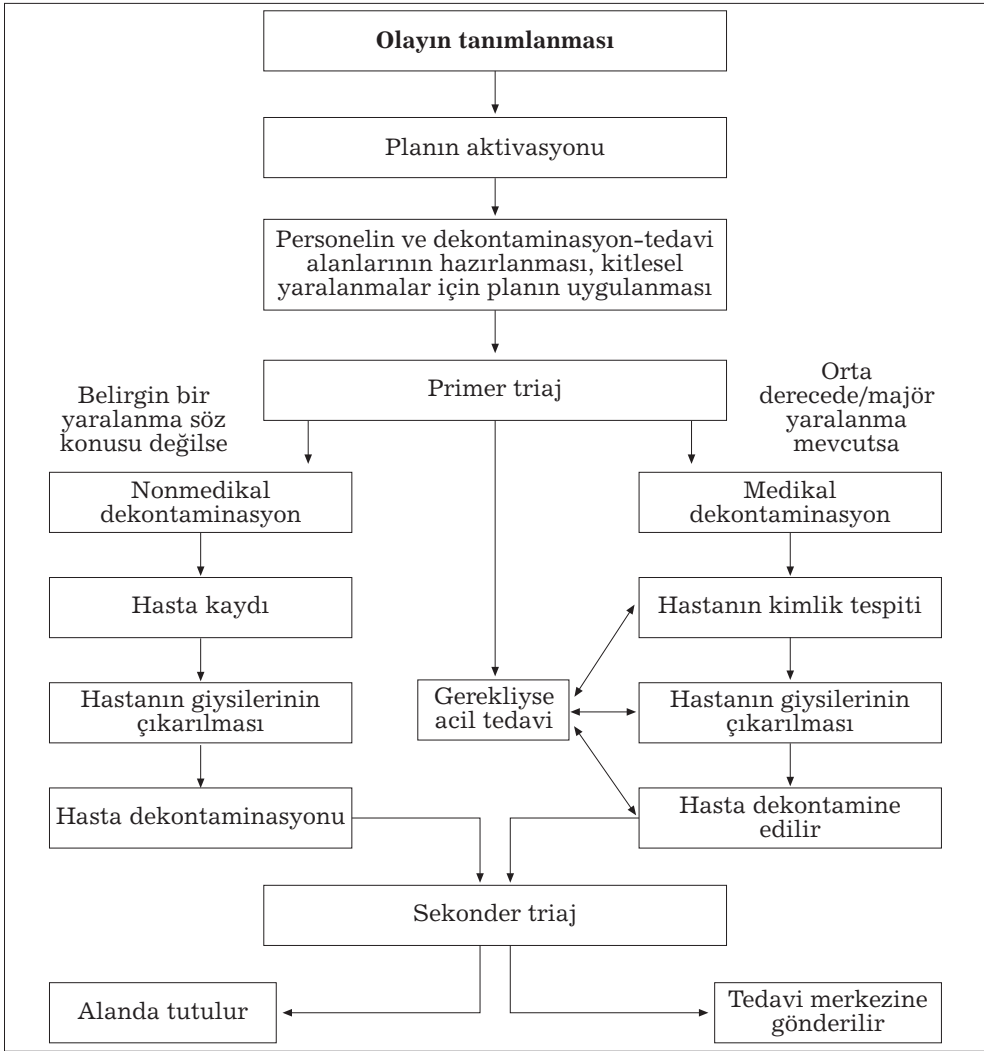 Olayın tanımlanması
Planın aktivasyonu
Personelin ve dekontaminasyon-tedavi
alanlarının hazırlanması, kitlesel
yaralanmalar için planın uygulanması
Primer triaj
Belirgin bir
yaralanma söz
konusu değilse
Orta
derecede/majör
yaralanma
mevcutsa
Nonmedikal
dekontaminasyon
Medikal
dekontaminasyon
Hasta kaydı
Hastanın kimlik tespiti
Hastanın giysilerinin
çıkarılması
Gerekliyse
acil tedavi
Hastanın giysilerinin
çıkarılması
Hasta dekontaminasyonu
Hasta dekontamine
edilir
Sekonder triaj
Alanda tutulur
Tedavi merkezine
gönderilir